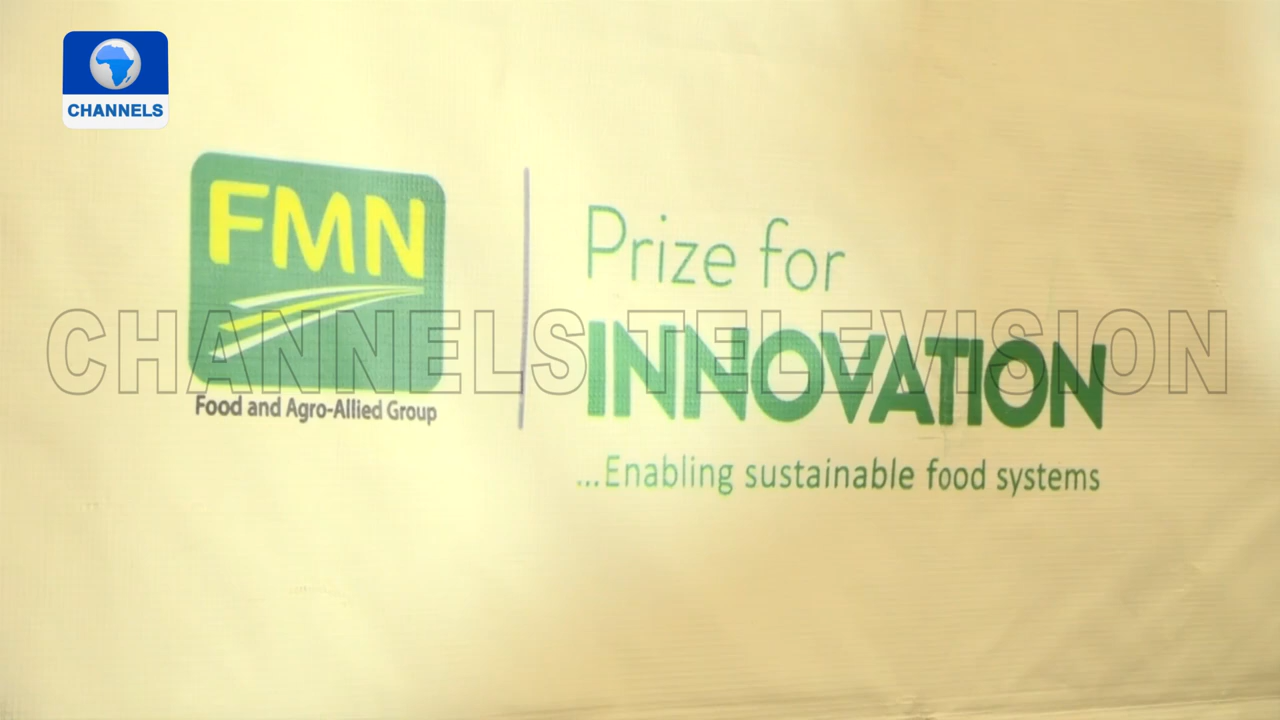 CHANNELS
FMN
Food and Agro-Allied Group
Prize for
INNOVATION
...Enabling sustainable food systems
CHANNELS TELEVISION